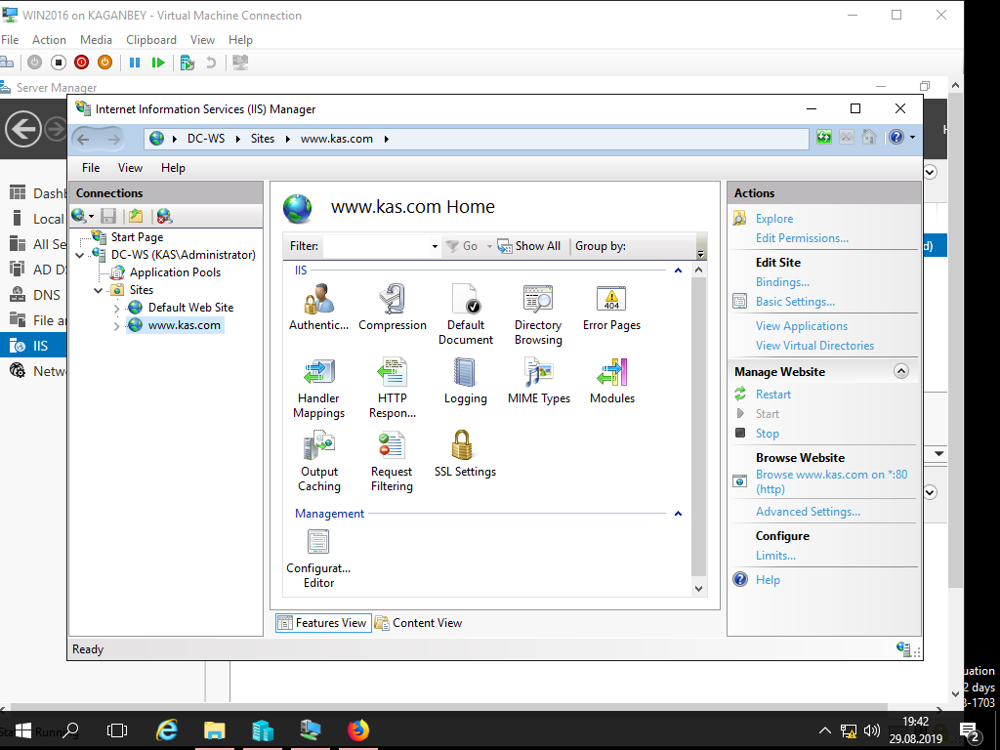 WIN2016 on KAGANBEY - Virtual Machine Connection
File Action Media Clipboard View Help
Server Manager
Internet Information Services (IIS) Manager
DC-WS Sites www.kas.com
File View Help
Connections
Start Page
DC-WS (KAS\Administrator)
Application Pools
Sites
Default Web Site
www.kas.com
Local
All Se
DNS
File
IIS
www.kas.com Home
Filter: Go Show All Group by:
IIS
Authentic... Compression Default Document Directory Browsing Error Pages
404
Handler Mappings HTTP Respon... Logging MIME Types Modules
Output Caching Request Filtering SSL Settings
Management
Configurat... Editor
Features View Content View
Actions
Explore
Edit Permissions...
Edit Site
Bindings...
Basic Settings...
View Applications
View Virtual Directories
Manage Website
Restart
Start
Stop
Browse Website
Browse www.kas.com on *:80
(http)
Advanced Settings...
Configure
Limits...
Help
Ready
uation
2 days
-1703
19:42
29.08.2019
2